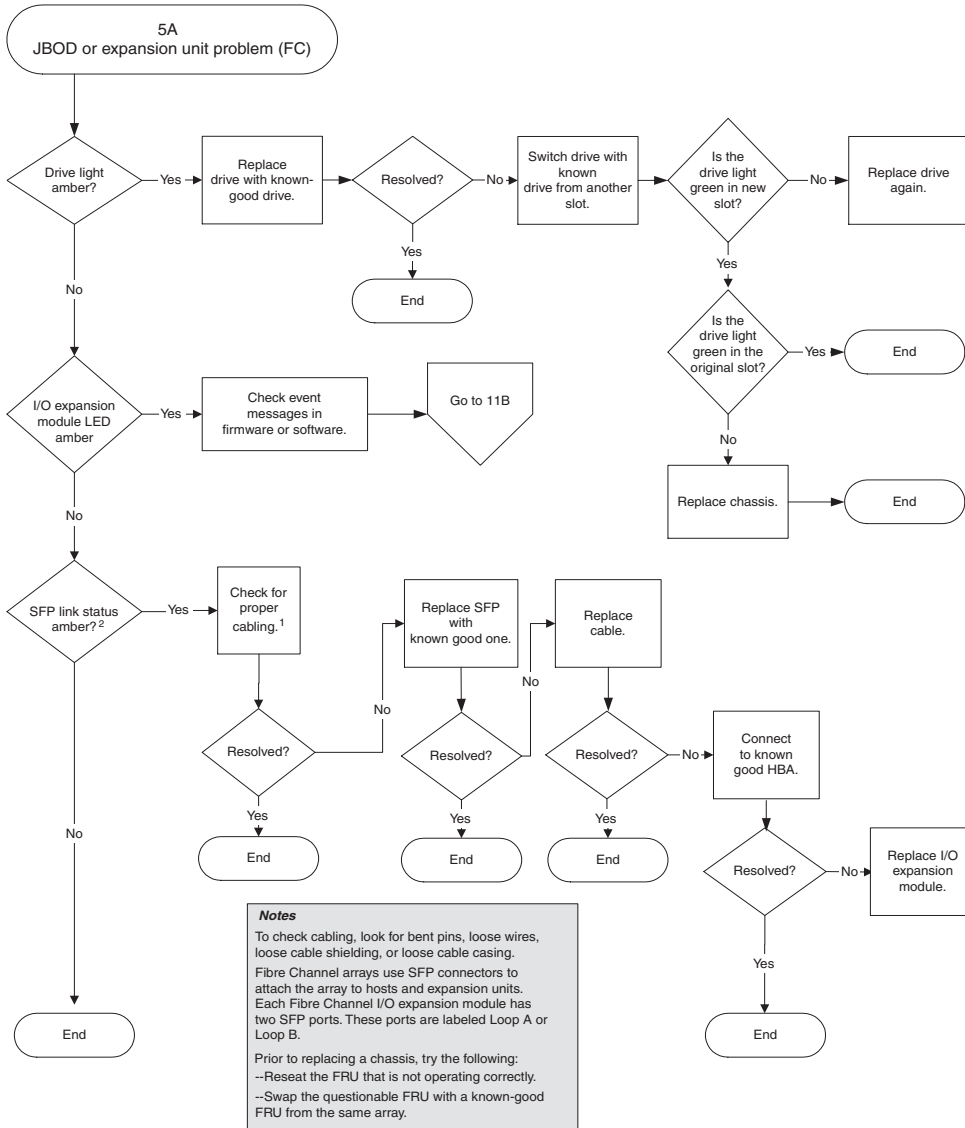 5A
JBOD or expansion unit problem (FC)
Drive light
amber?
Yes
Replace
drive with known-
good drive.
Resolved?
No
Switch drive with
known
drive from another
slot.
Is the
drive light
green in new
slot?
No
Replace drive
again.
Yes
End
Yes
Is the
drive light
green in the
original slot?
Yes
End
No
Replace chassis.
End
No
I/O expansion
module LED
amber
Yes
Check event
messages in
firmware or software.
Go to 11B
No
SFP link status
amber? 2
Yes
Check for
proper
cabling. 1
Resolved?
No
Yes
End
Replace SFP
with
known good one.
Resolved?
No
Yes
End
Replace
cable.
Resolved?
No
Yes
End
Connect
to known
good HBA.
Resolved?
No
Replace I/O
expansion
module.
Yes
End
No
End
Notes
To check cabling, look for bent pins, loose wires,
loose cable shielding, or loose cable casing.
Fibre Channel arrays use SFP connectors to
attach the array to hosts and expansion units.
Each Fibre Channel I/O expansion module has
two SFP ports. These ports are labeled Loop A or
Loop B.
Prior to replacing a chassis, try the following:
--Reseat the FRU that is not operating correctly.
--Swap the questionable FRU with a known-good
FRU from the same array.